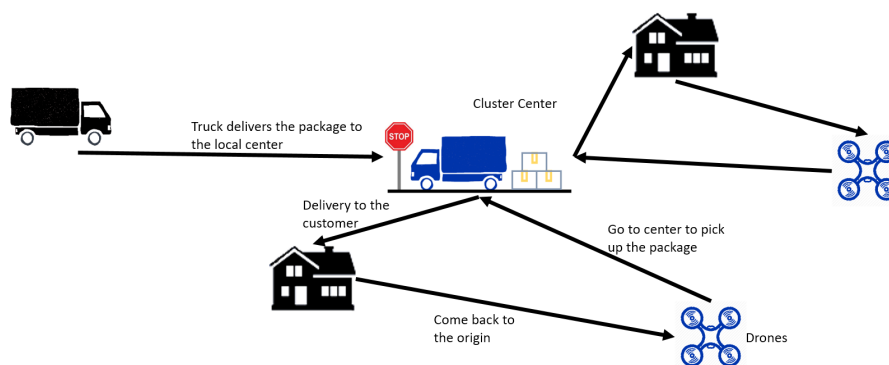 Cluster Center
Truck delivers the package to
the local center
STOP
Delivery to the
customer
Go to center to pick
up the package
Come back to
the origin
Drones